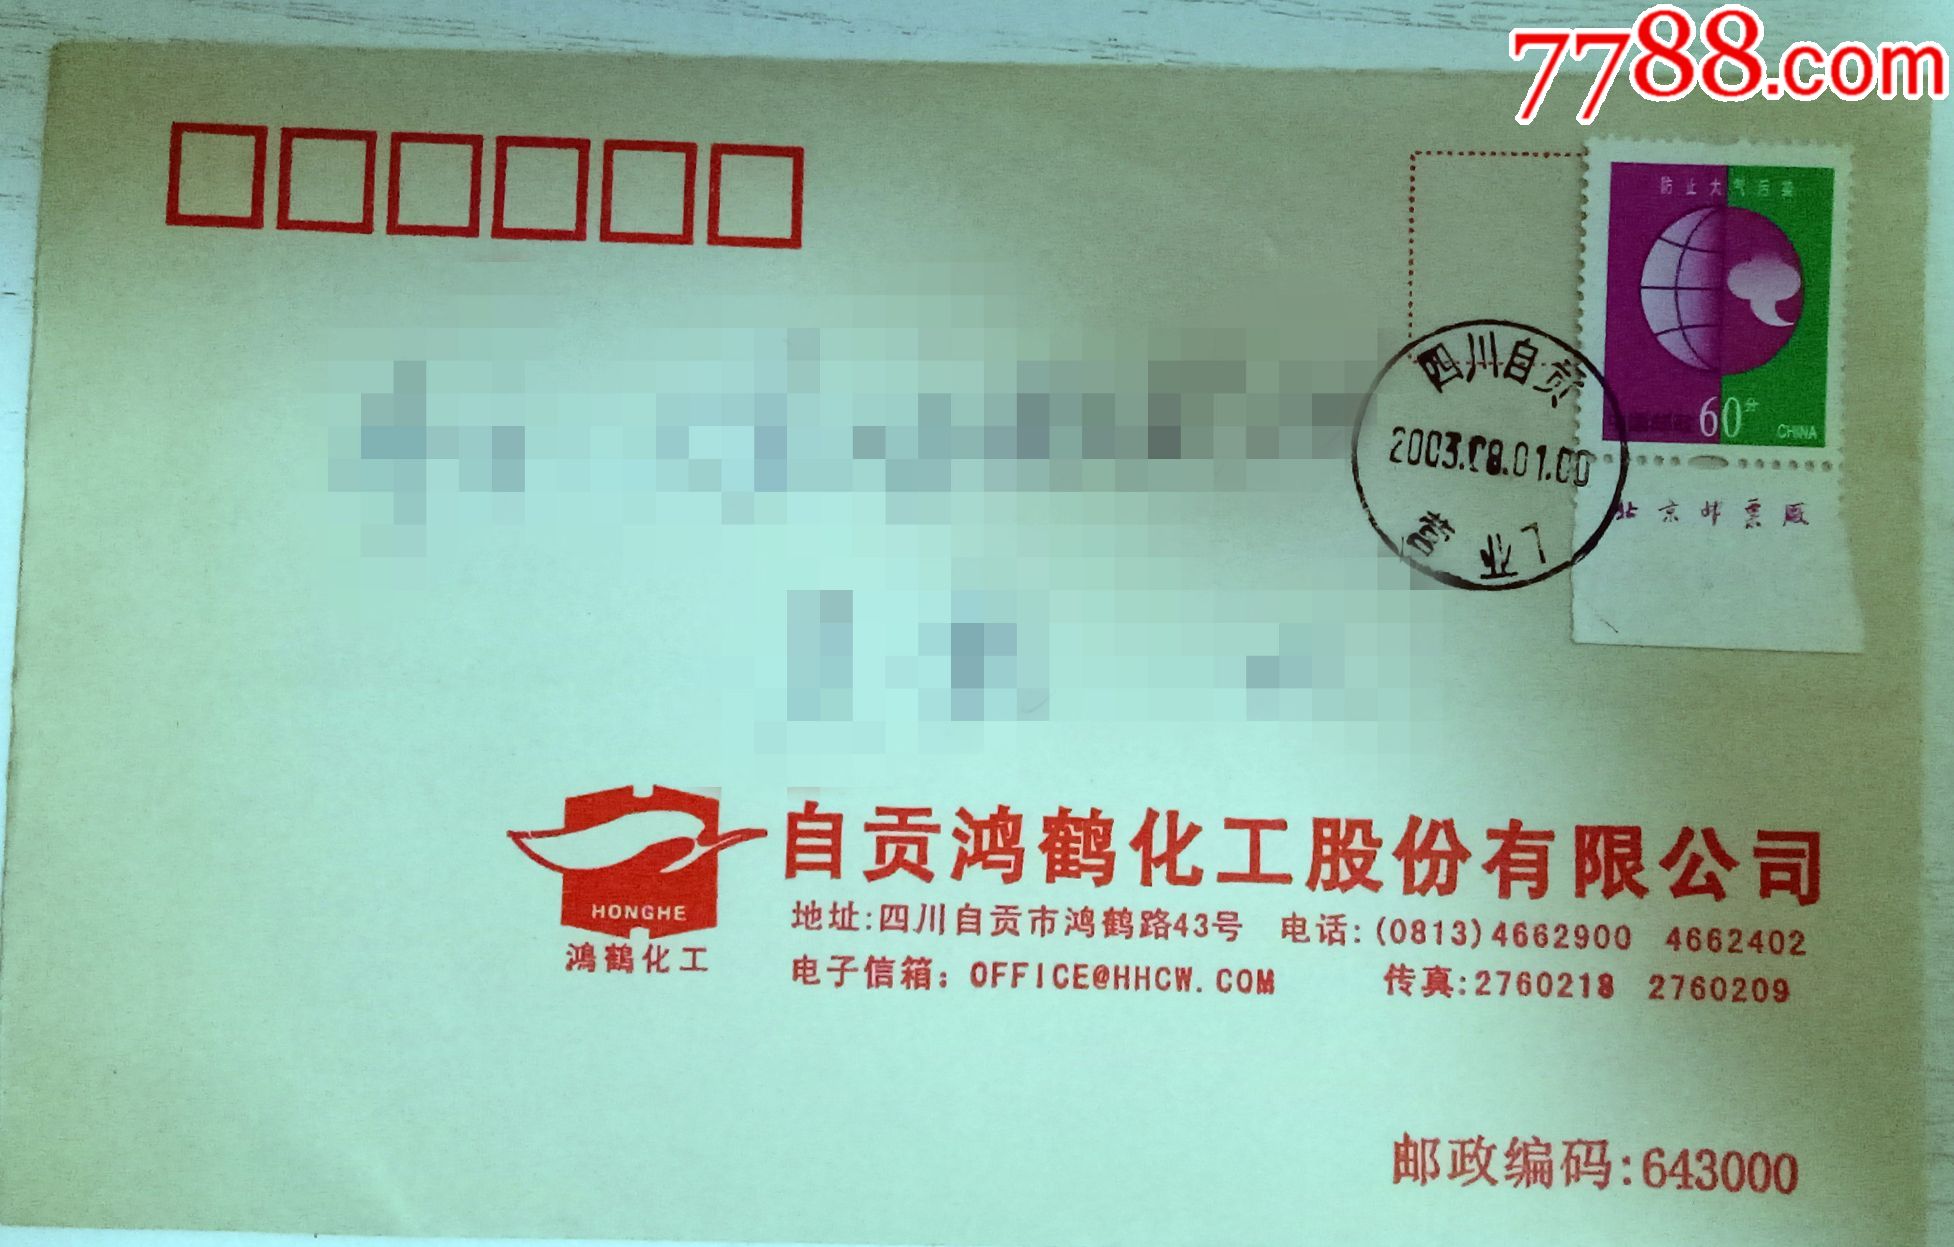 7788.com
防止大气污染
60分
CHINA
北京邮票厂
四川自贡
2003.08.01.00
自贡鸿鹤化工股份有限公司
HONGHE
鸿鹤化工
地址:四川自贡市鸿鹤路43号 电话:(0813)4662900 4662402
电子信箱：OFFICE@HHCW.COM 传真:2760218 2760209
邮政编码:643000